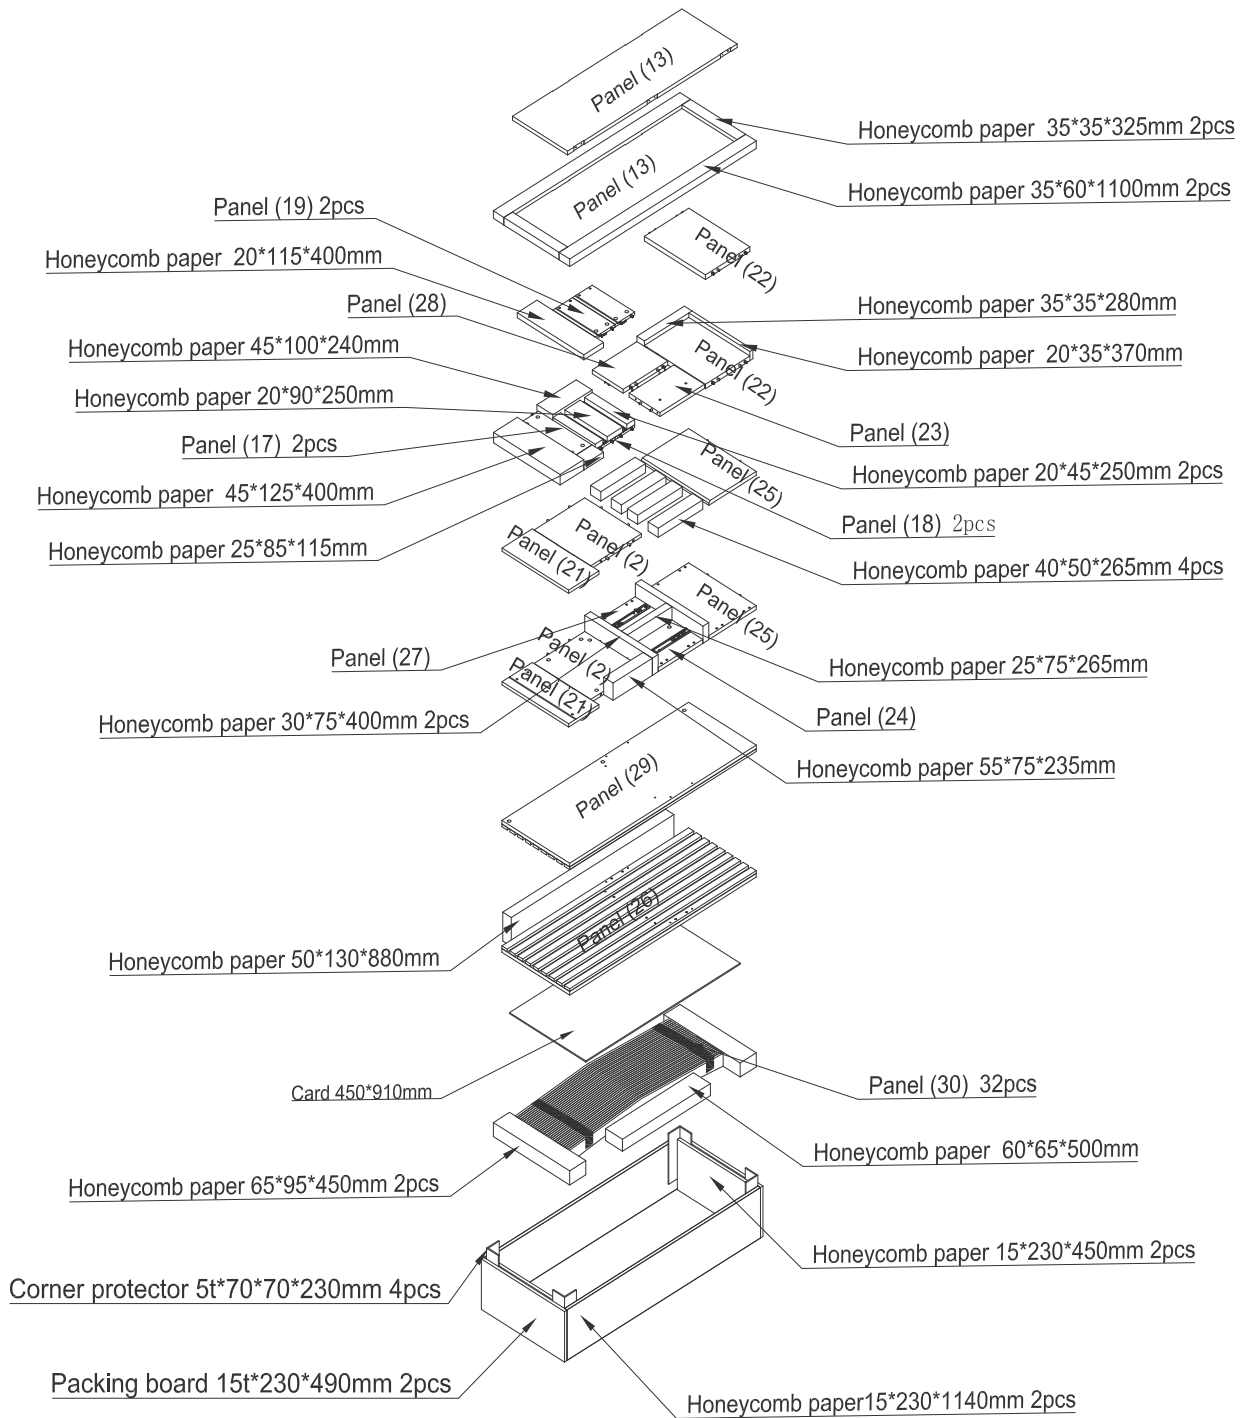 Panel (13)
Honeycomb paper 35*35*325mm 2pcs
Panel (13)
Honeycomb paper 35*60*1100mm 2pcs
Panel (19) 2pcs
Panel (22)
Honeycomb paper 20*115*400mm
Panel (28)
Honeycomb paper 35*35*280mm
Honeycomb paper 45*100*240mm
Panel (22)
Honeycomb paper 20*35*370mm
Honeycomb paper 20*90*250mm
Panel (23)
Panel (17) 2pcs
Panel (25)
Honeycomb paper 20*45*250mm 2pcs
Honeycomb paper 45*125*400mm
Panel (18) 2pcs
Panel (2)
Honeycomb paper 25*85*115mm
Panel (21)
Honeycomb paper 40*50*265mm 4pcs
Panel (25)
Panel (27)
Panel (2)
Honeycomb paper 25*75*265mm
Panel (21)
Honeycomb paper 30*75*400mm 2pcs
Panel (24)
Honeycomb paper 55*75*235mm
Panel (29)
Panel (26)
Honeycomb paper 50*130*880mm
Card 450*910mm
Panel (30) 32pcs
Honeycomb paper 60*65*500mm
Honeycomb paper 65*95*450mm 2pcs
Honeycomb paper 15*230*450mm 2pcs
Corner protector 5t*70*70*230mm 4pcs
Packing board 15t*230*490mm 2pcs
Honeycomb paper15*230*1140mm 2pcs